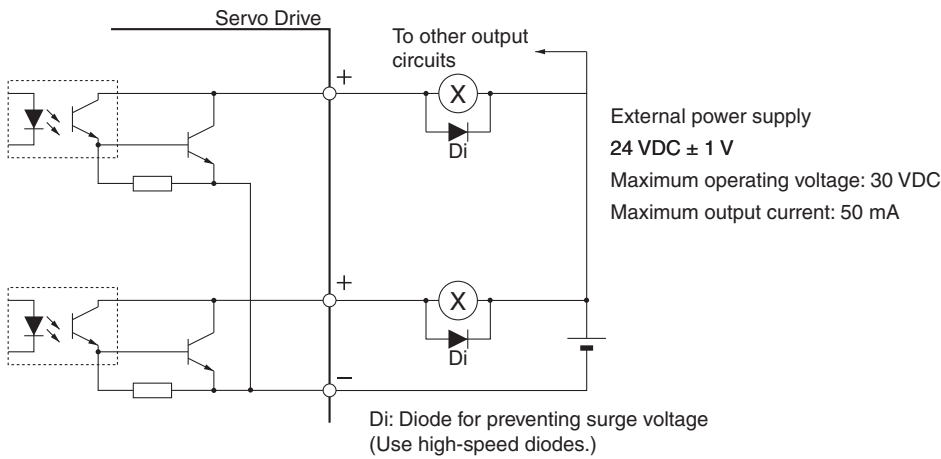 Servo Drive
To other output
circuits
+
X
Di
External power supply
24 VDC ± 1 V
Maximum operating voltage: 30 VDC
Maximum output current: 50 mA
+
X
Di
−
Di: Diode for preventing surge voltage
(Use high-speed diodes.)